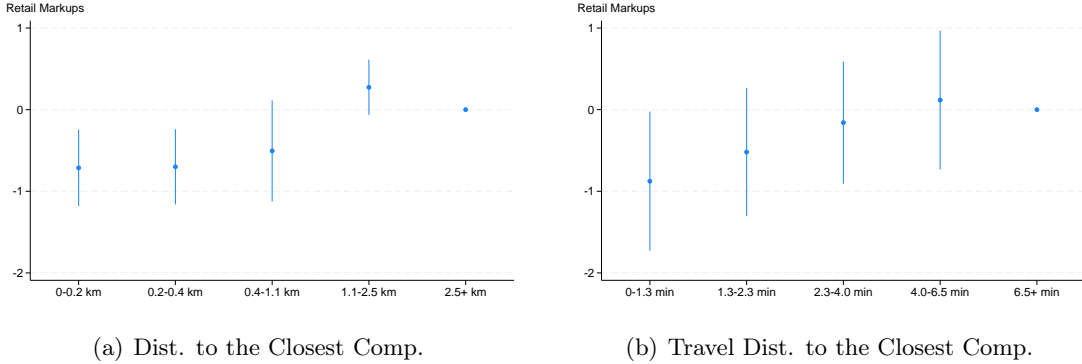 Retail Markups
1
0
-1
-2
0-0.2 km 0.2-0.4 km 0.4-1.1 km 1.1-2.5 km 2.5+ km
(a) Dist. to the Closest Comp.
Retail Markups
1
0
-1
-2
0-1.3 min 1.3-2.3 min 2.3-4.0 min 4.0-6.5 min 6.5+ min
(b) Travel Dist. to the Closest Comp.